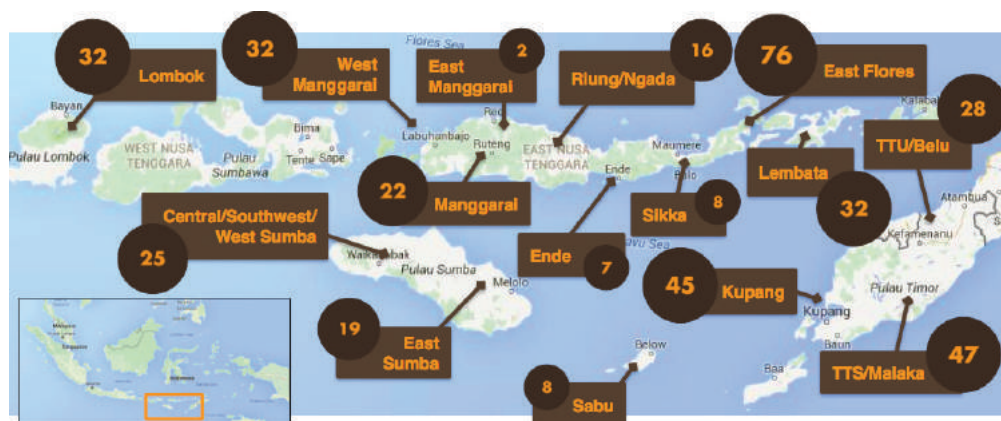 32
Lombok
32
West
Manggarai
Flores Sea
2
East
Manggarai
16
Riung/Ngada
76
East Flores
28
TTU/Belu
Bayan
Pulau Lombok
WEST NUSA
TENGGARA
Pulau
Sumbawa
Bima
Tente
Sape
Labuhanbajo
Ruteng
EAST NUSA
TENGGARA
Maumere
Ende
22
Manggarai
Sikka
8
Lembata
32
Atambua
Kefamenanu
Central/Southwest/
West Sumba
25
Pulau Sumba
Melolo
Ende
7
45
Kupang
Pulau Timor
Kupang
Baun
19
East
Sumba
Below
8
Sabu
Baa
TTS/Malaka
47